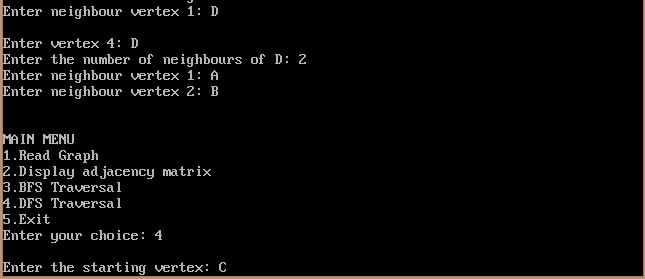 Enter neighbour vertex 1: D
Enter vertex 4: D
Enter the number of neighbours of D: 2
Enter neighbour vertex 1: A
Enter neighbour vertex 2: B
MAIN MENU
1.Read Graph
2.Display adjacency matrix
3.BFS Traversal
4.DFS Traversal
5.Exit
Enter your choice: 4
Enter the starting vertex: C